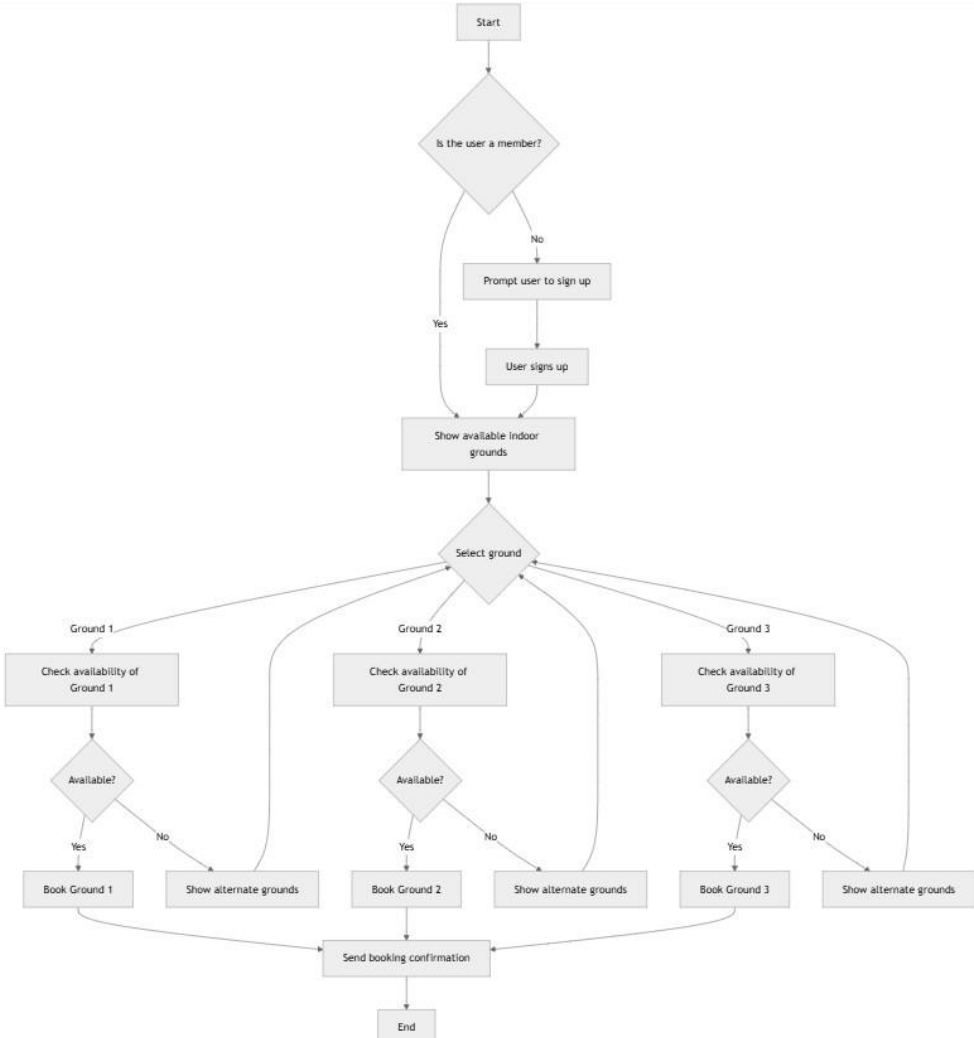 Start
Is the user a member?
No
Prompt user to sign up
Yes
User signs up
Show available indoor
grounds
Select ground
Ground 1
Ground 2
Ground 3
Check availability of
Ground 1
Check availability of
Ground 2
Check availability of
Ground 3
Available?
Available?
Available?
No
No
No
Yes
Yes
Yes
Book Ground 1
Show alternate grounds
Book Ground 2
Show alternate grounds
Book Ground 3
Show alternate grounds
Send booking confirmation
End